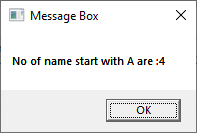 Message Box
No of name start with A are :4
OK